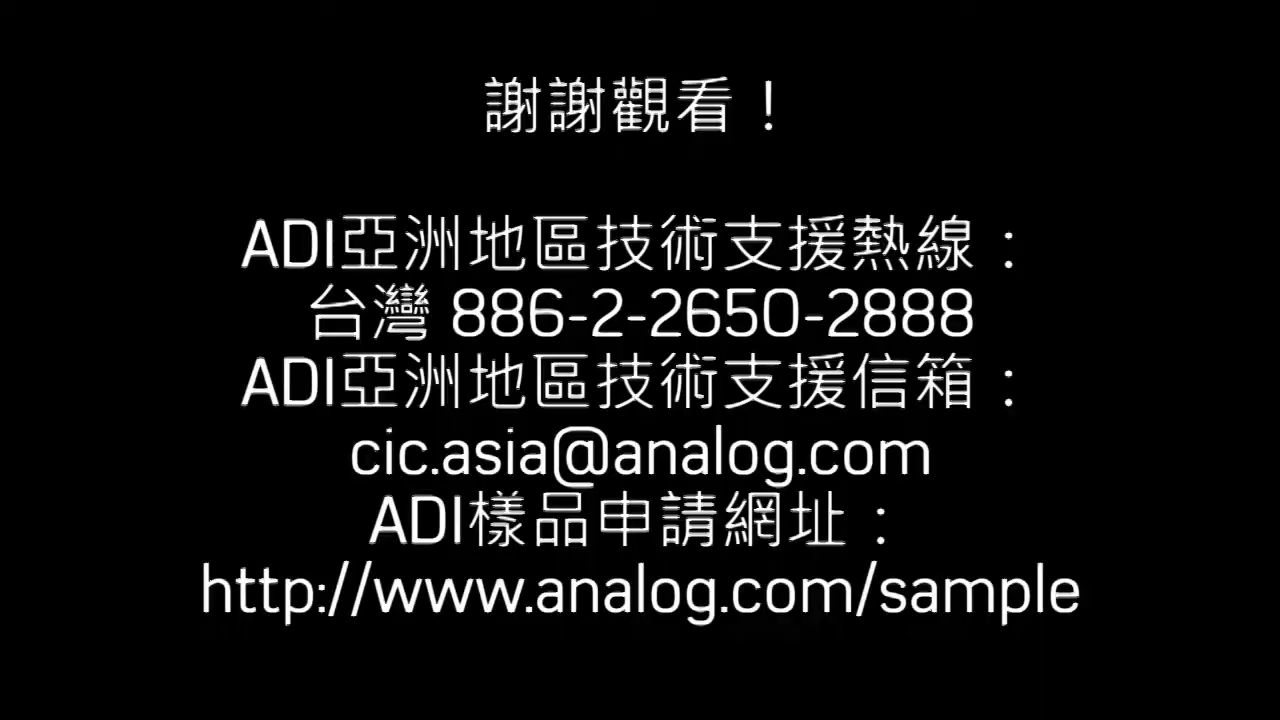 謝謝觀看！
ADI亞洲地區技術支援熱線：
台灣 886-2-2650-2888
ADI亞洲地區技術支援信箱：
cic.asia@analog.com
ADI樣品申請網址：
http://www.analog.com/sample